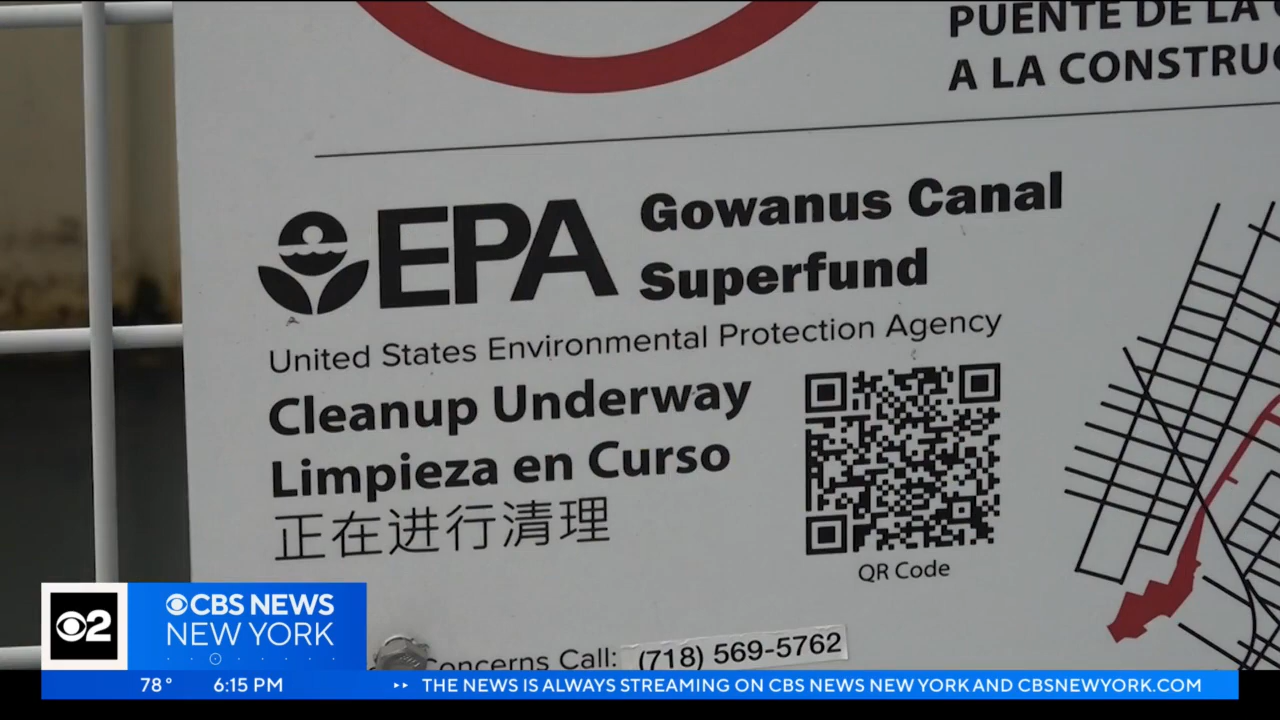 PUENTE DE LA
A LA CONSTRUC
EPA
Gowanus Canal
Superfund
United States Environmental Protection Agency
Cleanup Underway
Limpieza en Curso
正在进行清理
QR Code
oncerns Call: (718) 569-5762
2 CBS NEWS
NEW YORK
78° 6:15 PM THE NEWS IS ALWAYS STREAMING ON CBS NEWS NEW YORK AND CBSNEWYORK.COM